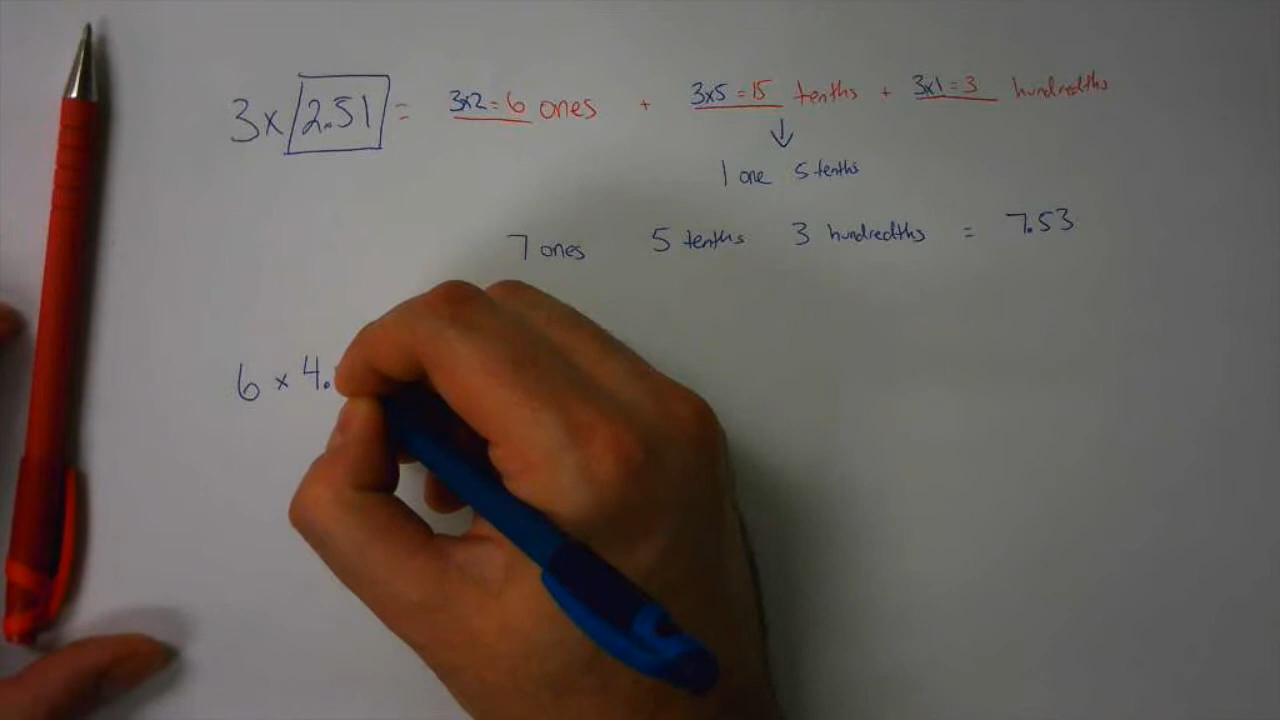 3 x 2.51 = 3x2 = 6 ones + 3x5 = 15 tenths + 3x1 = 3 hundredths
↓
1 one 5 tenths
7 ones 5 tenths 3 hundredths = 7.53
6 x 4.